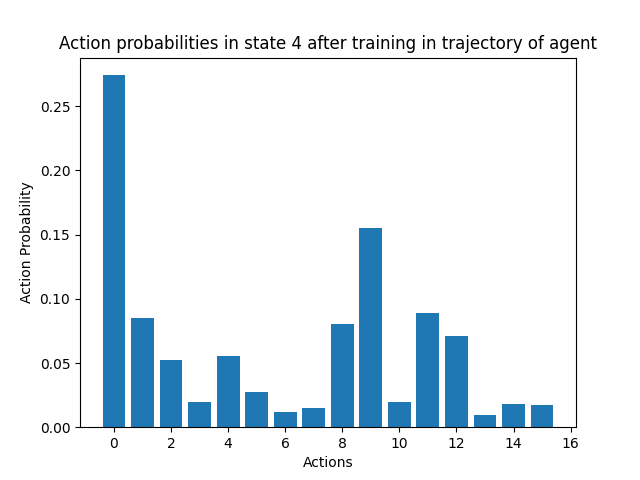 Action probabilities in state 4 after training in trajectory of agent
0.25
0.20
0.15
0.10
0.05
0.00
Action Probability
0 2 4 6 8 10 12 14 16
Actions